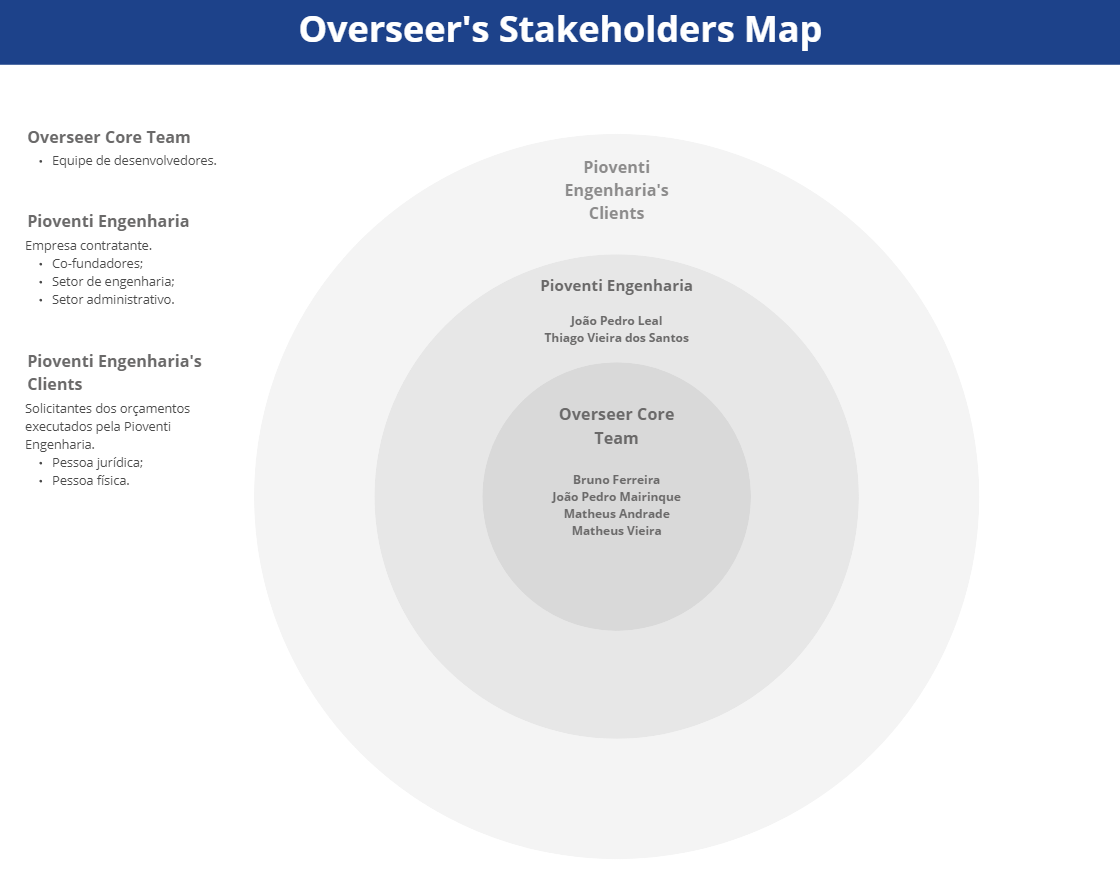 Overseer's Stakeholders Map
Overseer Core Team
• Equipe de desenvolvedores.
Pioventi Engenharia
Empresa contratante.
• Co-fundadores;
• Setor de engenharia;
• Setor administrativo.
Pioventi Engenharia's
Clients
Solicitantes dos orçamentos
executados pela Pioventi
Engenharia.
• Pessoa jurídica;
• Pessoa física.
Pioventi
Engenharia's
Clients
Pioventi Engenharia
João Pedro Leal
Thiago Vieira dos Santos
Overseer Core
Team
Bruno Ferreira
João Pedro Mairinque
Matheus Andrade
Matheus Vieira